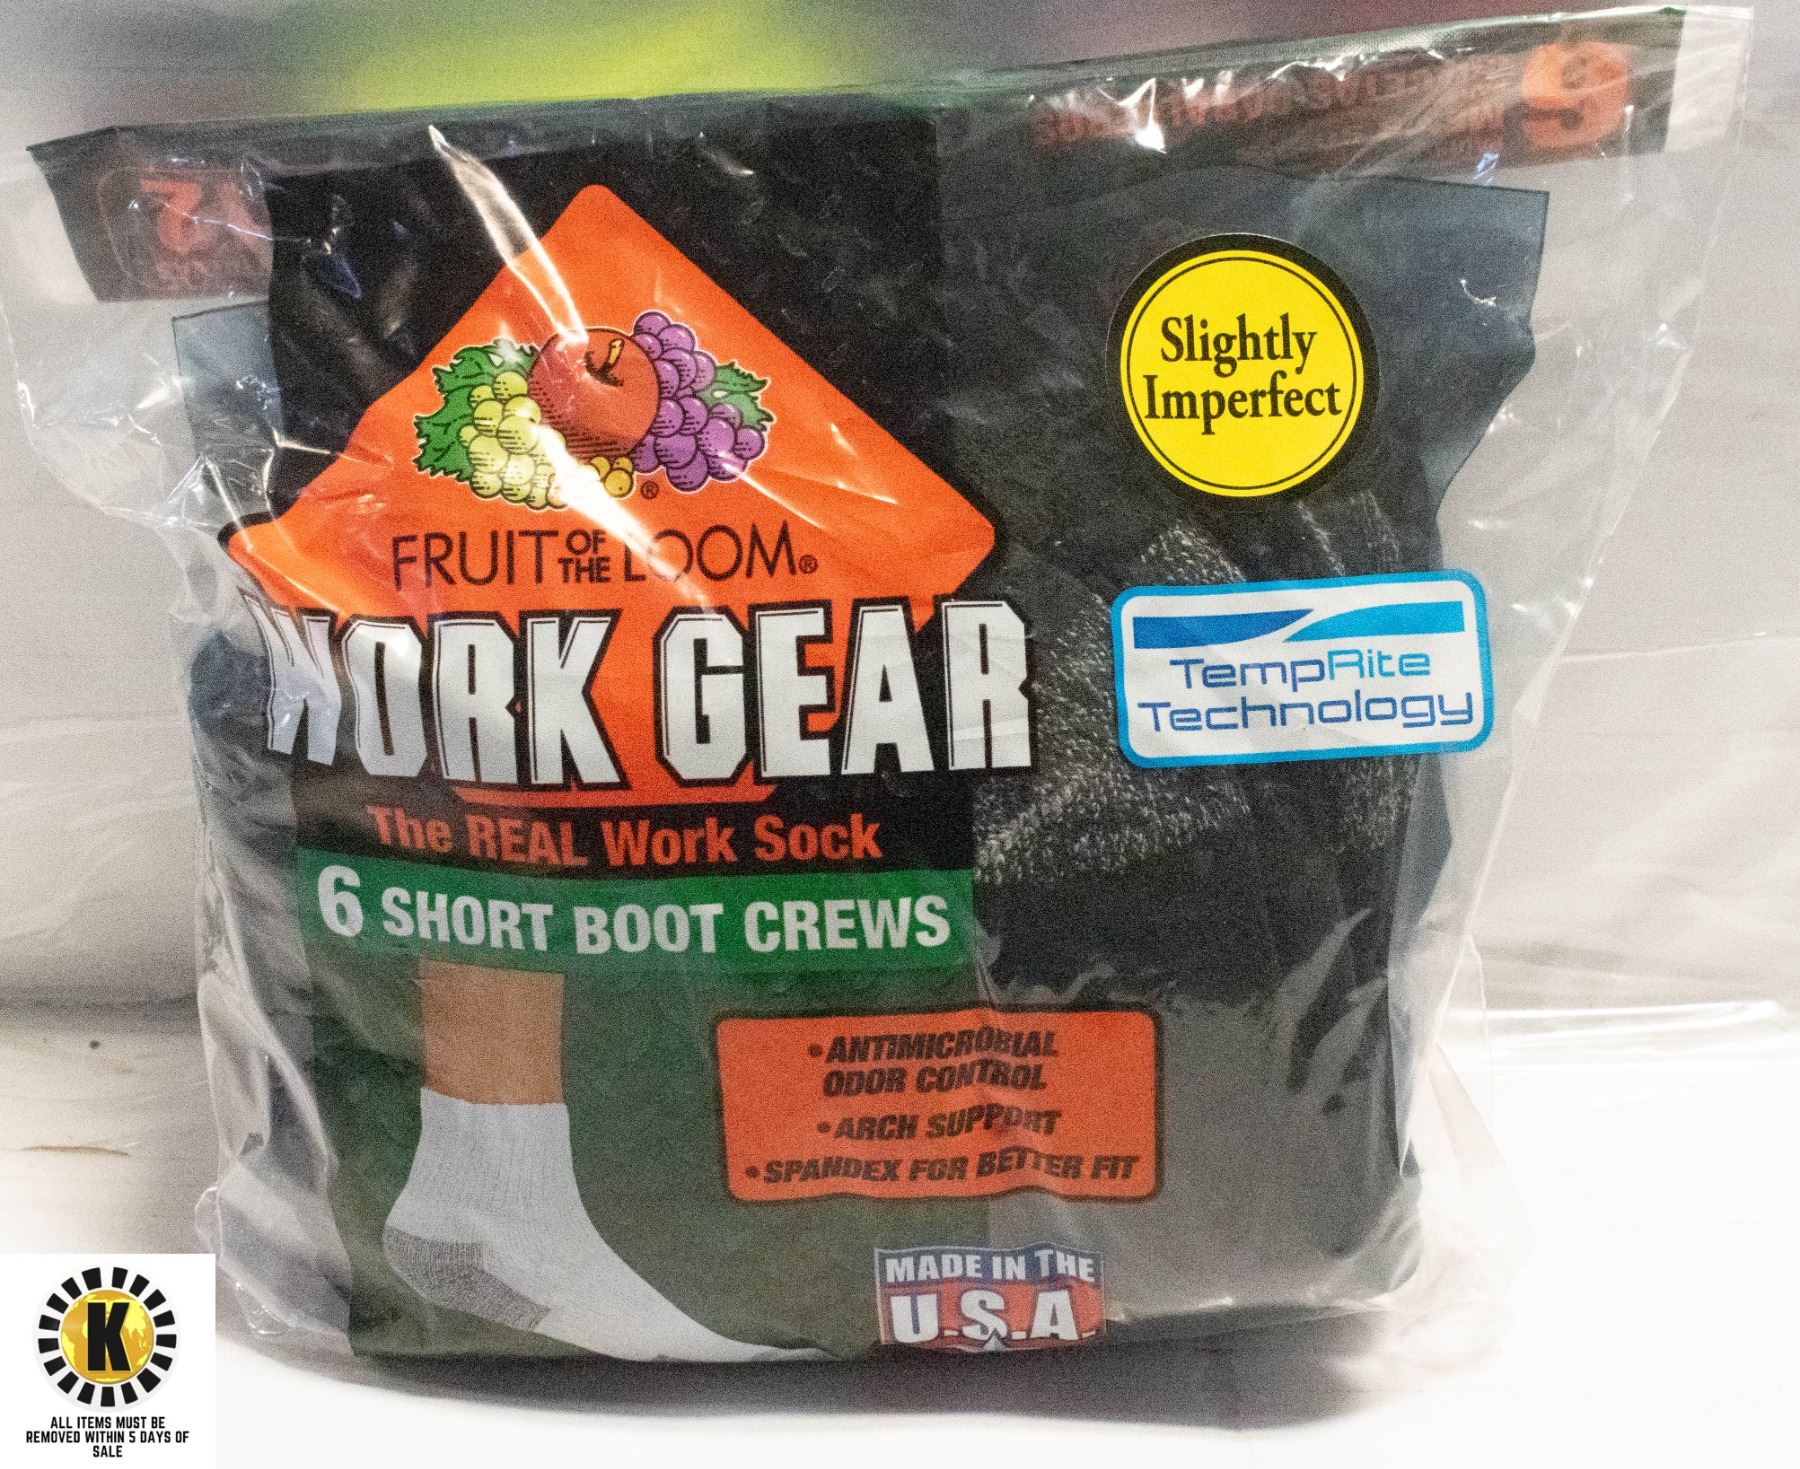 Slightly
Imperfect
FRUIT OF THE LOOM®
WORK GEAR
TempRite
Technology
The REAL Work Sock
6 SHORT BOOT CREWS
•ANTIMICROBIAL
ODOR CONTROL
•ARCH SUPPORT
•SPANDEX FOR BETTER FIT
MADE IN THE
U.S.A.
K
ALL ITEMS MUST BE
REMOVED WITHIN 5 DAYS OF
SALE